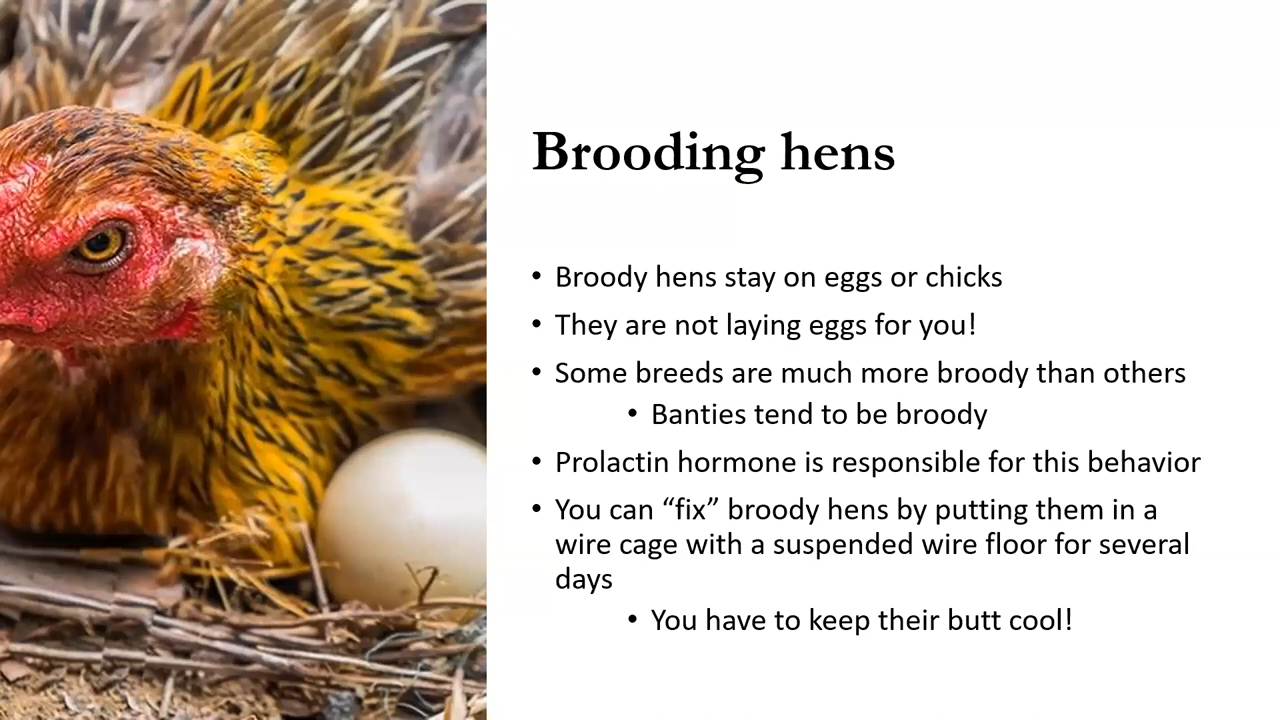 Brooding hens
• Broody hens stay on eggs or chicks
• They are not laying eggs for you!
• Some breeds are much more broody than others
• Banties tend to be broody
• Prolactin hormone is responsible for this behavior
• You can “fix” broody hens by putting them in a
wire cage with a suspended wire floor for several
days
• You have to keep their butt cool!